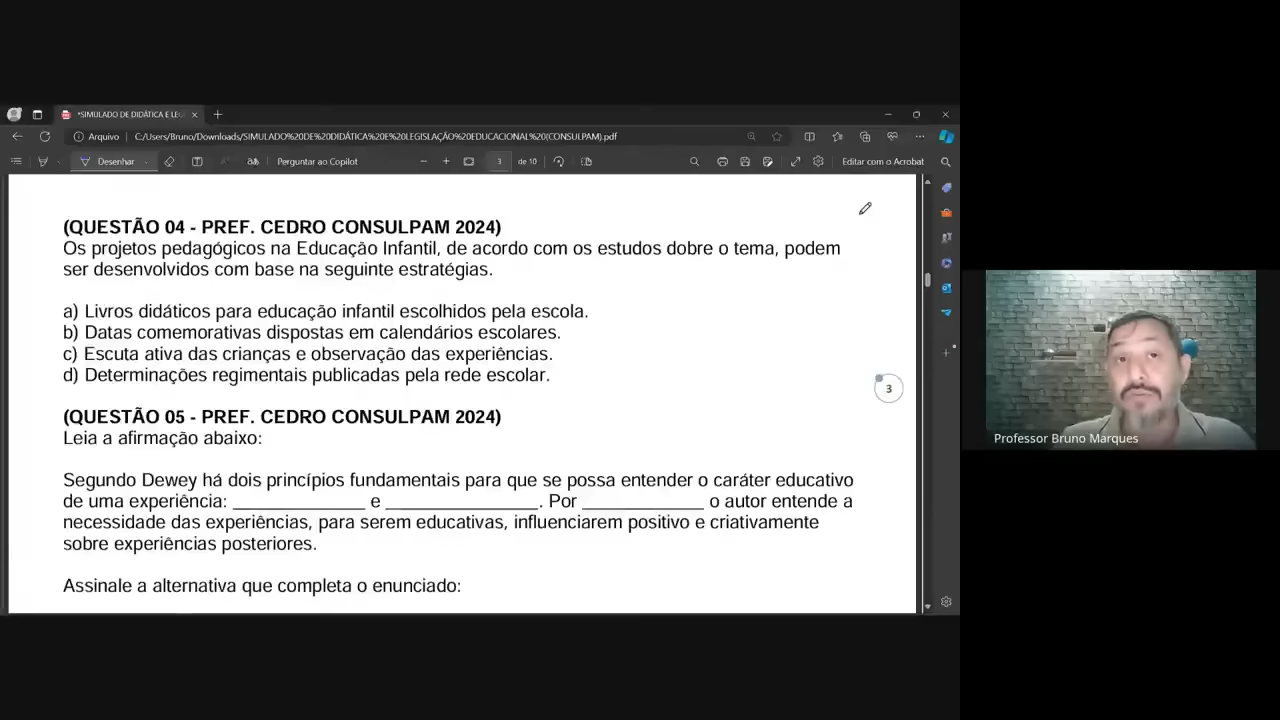 *SIMULADO DE DIDÁTICA E LEG
Arquivo | C:/Users/Bruno/Downloads/SIMULADO%20DE%20DIDÁTICA%20E%20LEGISLAÇÃO%20EDUCACIONAL%20(CONSULPAM).pdf
Desenhar Perguntar ao Copilot 3 de 10 Editar com o Acrobat
(QUESTÃO 04 - PREF. CEDRO CONSULPAM 2024)
Os projetos pedagógicos na Educação Infantil, de acordo com os estudos dobre o tema, podem
ser desenvolvidos com base na seguinte estratégias.
a) Livros didáticos para educação infantil escolhidos pela escola.
b) Datas comemorativas dispostas em calendários escolares.
c) Escuta ativa das crianças e observação das experiências.
d) Determinações regimentais publicadas pela rede escolar.
3
(QUESTÃO 05 - PREF. CEDRO CONSULPAM 2024)
Leia a afirmação abaixo:
Segundo Dewey há dois princípios fundamentais para que se possa entender o caráter educativo
de uma experiência: _____________ e _______________. Por ____________ o autor entende a
necessidade das experiências, para serem educativas, influenciarem positivo e criativamente
sobre experiências posteriores.
Assinale a alternativa que completa o enunciado:
Professor Bruno Marques